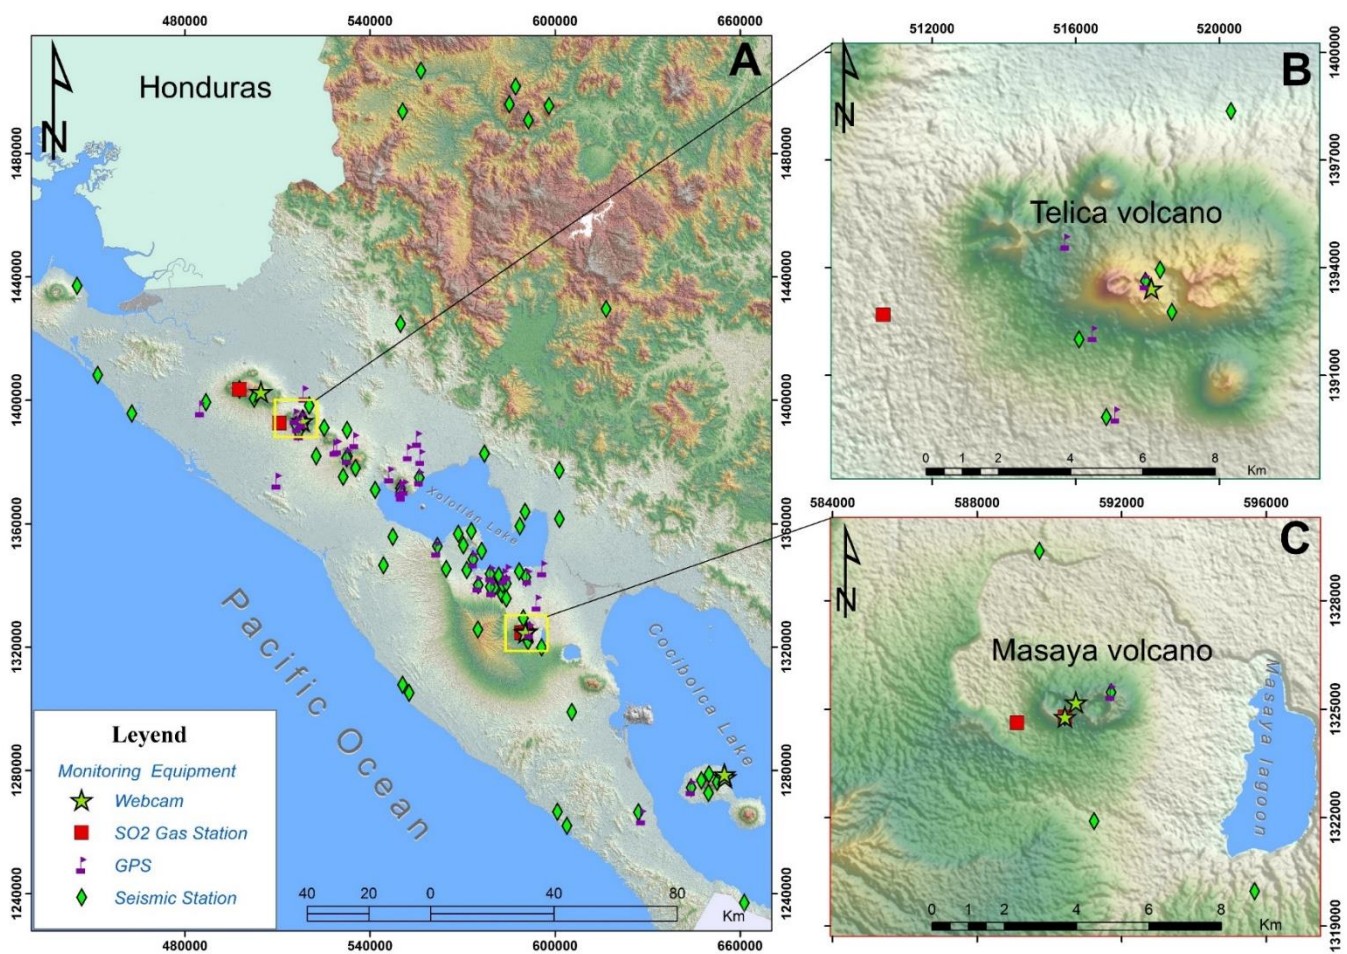 480000 540000 600000 660000
A
N
Honduras
1480000
1440000
1400000
1360000
1320000
1280000
1240000
Xolotlán Lake
Pacific Ocean
Cocibolca Lake
Leyend
Monitoring Equipment
Webcam
SO2 Gas Station
GPS
Seismic Station
40 20 0 40 80
Km
480000 540000 600000 660000
512000 516000 520000
B
N
Telica volcano
1400000
1397000
1394000
1391000
0 1 2 4 6 8
Km
584000 588000 592000 596000
C
N
Masaya volcano
Masaya lagoon
1328000
1325000
1322000
1319000
0 1 2 4 6 8
Km